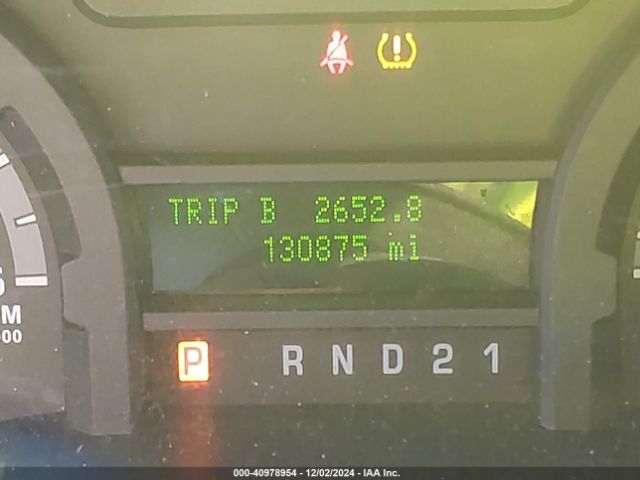 TRIP B 2652.8
130875 mi
P R N D 2 1
000-40978954 - 12/02/2024 - IAA Inc.